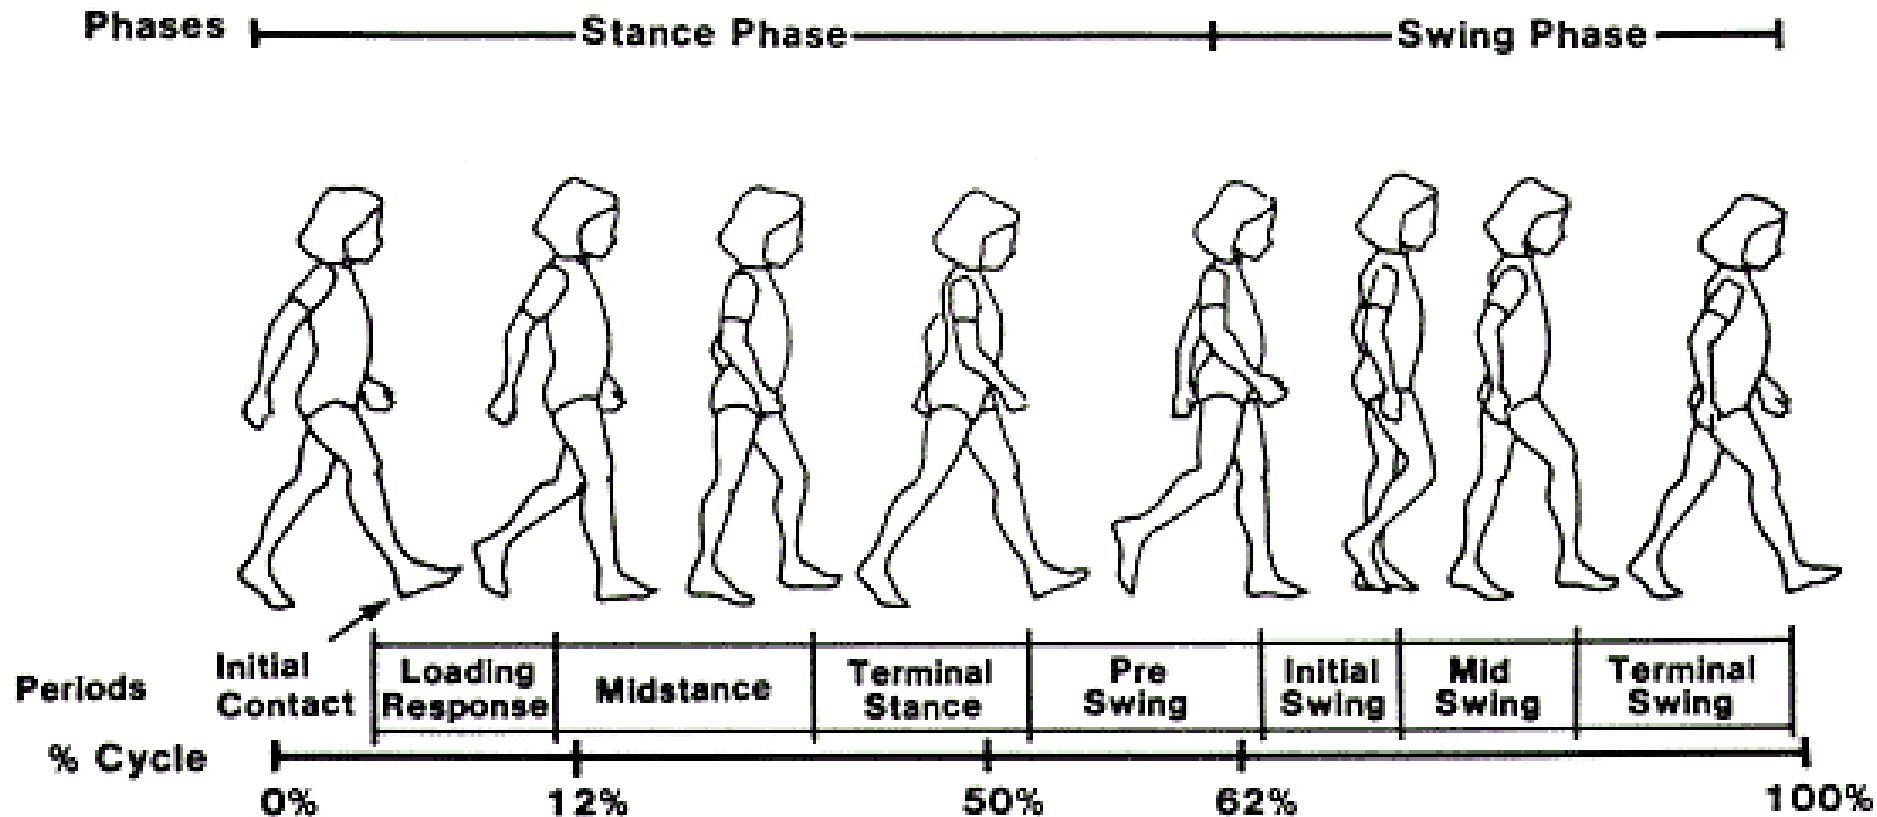 Phases Stance Phase Swing Phase
Initial Contact
Loading Response
Midstance
Terminal Stance
Pre Swing
Initial Swing
Mid Swing
Terminal Swing
Periods
% Cycle
0% 12% 50% 62% 100%